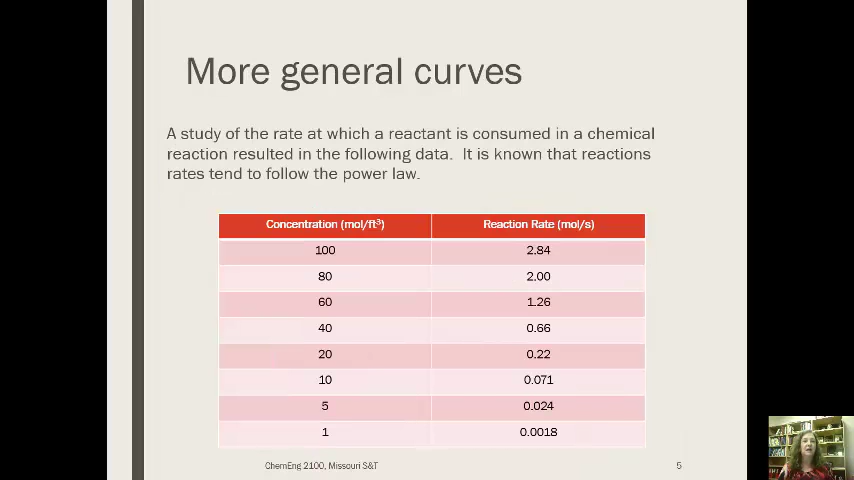 More general curves
A study of the rate at which a reactant is consumed in a chemical
reaction resulted in the following data. It is known that reactions
rates tend to follow the power law.
Concentration (mol/ft³) Reaction Rate (mol/s)
100 2.84
80 2.00
60 1.26
40 0.66
20 0.22
10 0.071
5 0.024
1 0.0018
ChemEng 2100, Missouri S&T 5